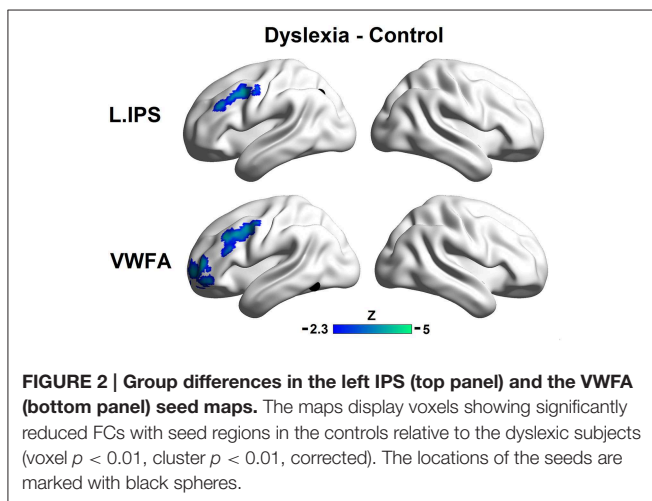 Dyslexia - Control
L.IPS
VWFA
Z
-2.3 -5
FIGURE 2 | Group differences in the left IPS (top panel) and the VWFA
(bottom panel) seed maps. The maps display voxels showing significantly
reduced FCs with seed regions in the controls relative to the dyslexic subjects
(voxel p < 0.01, cluster p < 0.01, corrected). The locations of the seeds are
marked with black spheres.